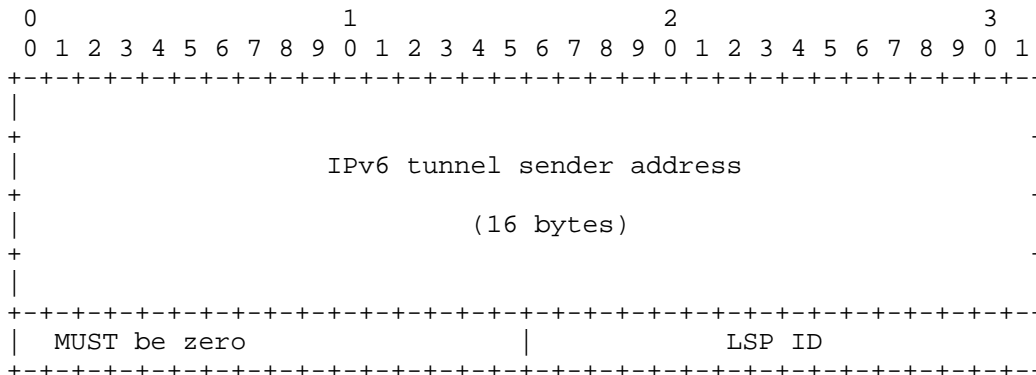 0                   1                   2                   3
 0 1 2 3 4 5 6 7 8 9 0 1 2 3 4 5 6 7 8 9 0 1 2 3 4 5 6 7 8 9 0 1
+-+-+-+-+-+-+-+-+-+-+-+-+-+-+-+-+-+-+-+-+-+-+-+-+-+-+-+-+-+-+-+-
|
+                                                               -
|                   IPv6 tunnel sender address
+                                                               -
|                            (16 bytes)
+                                                               -
|
+-+-+-+-+-+-+-+-+-+-+-+-+-+-+-+-+-+-+-+-+-+-+-+-+-+-+-+-+-+-+-+-
|  MUST be zero                 |            LSP ID
+-+-+-+-+-+-+-+-+-+-+-+-+-+-+-+-+-+-+-+-+-+-+-+-+-+-+-+-+-+-+-+-